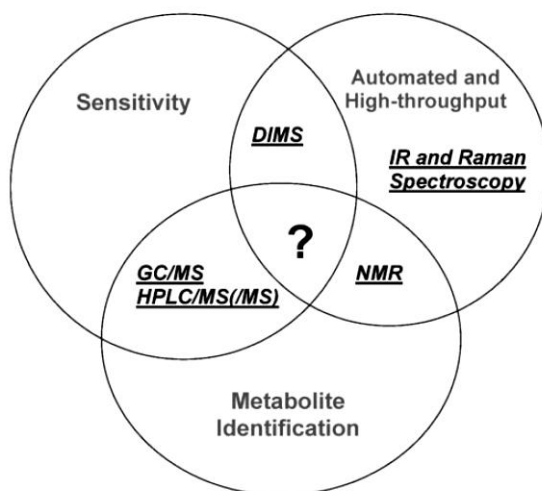 Sensitivity
Automated and
High-throughput
DIMS
IR and Raman
Spectroscopy
?
GC/MS
HPLC/MS(/MS)
NMR
Metabolite
Identification